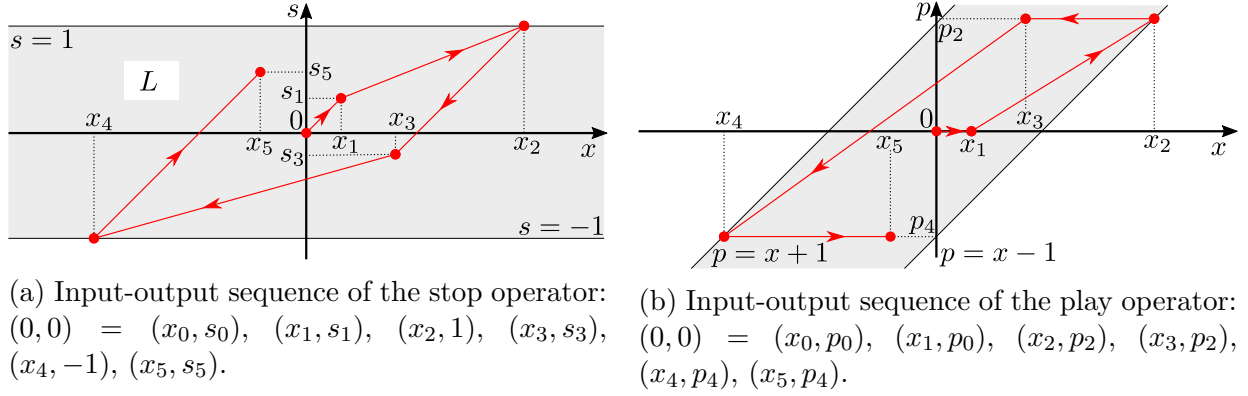 s
s = 1
L
s₅
x₄
s₁
0
x₃
x₅
x₁
x₂
x
s₃
s = −1
p
p₂
x₄
0
x₃
x₅
x₁
x₂
x
p₄
p = x + 1
p = x − 1
(a) Input-output sequence of the stop operator:
(0, 0) = (x₀, s₀), (x₁, s₁), (x₂, 1), (x₃, s₃),
(x₄, −1), (x₅, s₅).
(b) Input-output sequence of the play operator:
(0, 0) = (x₀, p₀), (x₁, p₀), (x₂, p₂), (x₃, p₂),
(x₄, p₄), (x₅, p₄).